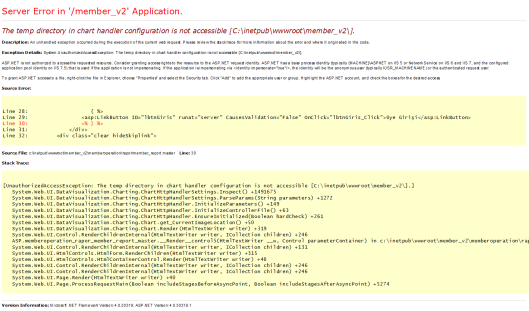 Server Error in '/member_v2' Application.
The temp directory in chart handler configuration is not accessible [C:\inetpub\wwwroot\member_v2\].
Description: An unhandled exception occurred during the execution of the current web request. Please review the stack trace for more information about the error and where it originated in the code.
Exception Details: System.UnauthorizedAccessException: The temp directory in chart handler configuration is not accessible [C:\inetpub\wwwroot\member_v2\].
ASP.NET is not authorized to access the requested resource. Consider granting access rights to the resource to the ASP.NET request identity. ASP.NET has a base process identity (typically {MACHINE}\ASPNET on IIS 5 or Network Service on IIS 6 and IIS 7, and the configured
application pool identity on IIS 7.5) that is used if the application is not impersonating. If the application is impersonating via <identity impersonate="true"/>, the identity will be the anonymous user (typically IUSR_MACHINENAME) or the authenticated request user.
To grant ASP.NET access to a file, right-click the file in Explorer, choose "Properties" and select the Security tab. Click "Add" to add the appropriate user or group. Highlight the ASP.NET account, and check the boxes for the desired access.
Source Error:
Line 28: { %>
Line 29: <asp:LinkButton ID="lbtnGiris" runat="server" CausesValidation="False" OnClick="lbtnGiris_Click">Üye Girişi</asp:LinkButton>
Line 30: <% } %>
Line 31: </div>
Line 32: <div class="clear hideSkiplink">
Source File: c:\inetpub\wwwroot\member_v2\memberoperation\rapor\member_report.master Line: 30
Stack Trace:
[UnauthorizedAccessException: The temp directory in chart handler configuration is not accessible [C:\inetpub\wwwroot\member_v2\].]
System.Web.UI.DataVisualization.Charting.ChartHttpHandlerSettings.Inspect() +1491675
System.Web.UI.DataVisualization.Charting.ChartHttpHandlerSettings.ParseParams(String parameters) +1272
System.Web.UI.DataVisualization.Charting.ChartHttpHandler.InitializeParameters() +149
System.Web.UI.DataVisualization.Charting.ChartHttpHandler.InitializeControllerFile() +63
System.Web.UI.DataVisualization.Charting.ChartHttpHandler.EnsureInitialized(Boolean hardCheck) +261
System.Web.UI.DataVisualization.Charting.Chart.get_CurrentImageLocation() +50
System.Web.UI.DataVisualization.Charting.Chart.Render(HtmlTextWriter writer) +319
System.Web.UI.Control.RenderChildrenInternal(HtmlTextWriter writer, ICollection children) +246
ASP.memberoperation_rapor_member_report_master.__Render__control5(HtmlTextWriter __w, Control parameterContainer) in c:\inetpub\wwwroot\member_v2\memberoperation\rap
System.Web.UI.Control.RenderChildrenInternal(HtmlTextWriter writer, ICollection children) +131
System.Web.UI.HtmlControls.HtmlForm.RenderChildren(HtmlTextWriter writer) +315
System.Web.UI.HtmlControls.HtmlContainerControl.Render(HtmlTextWriter writer) +48
System.Web.UI.Control.RenderChildrenInternal(HtmlTextWriter writer, ICollection children) +246
System.Web.UI.Control.RenderChildrenInternal(HtmlTextWriter writer, ICollection children) +246
System.Web.UI.Page.Render(HtmlTextWriter writer) +40
System.Web.UI.Page.ProcessRequestMain(Boolean includeStagesBeforeAsyncPoint, Boolean includeStagesAfterAsyncPoint) +5274
Version Information: Microsoft .NET Framework Version:4.0.30319; ASP.NET Version:4.0.30319.1